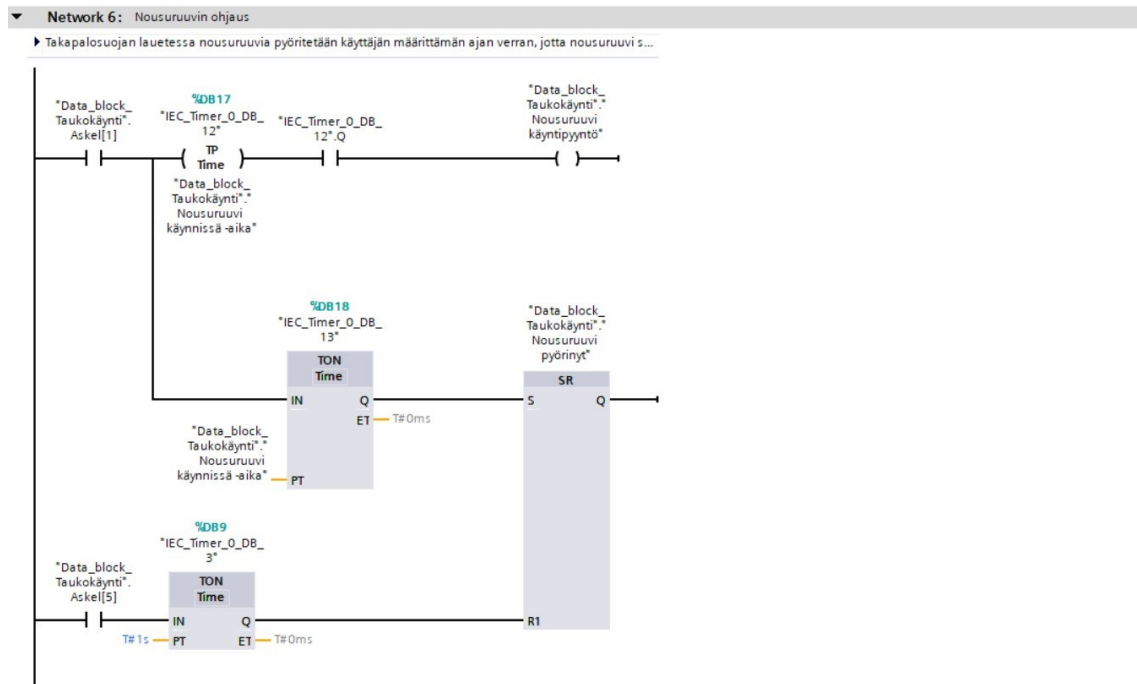 Network 6: Nousuruuvin ohjaus
Takapalosuojan lauetessa nousuruuvia pyöritetään käyttäjän määrittämän ajan verran, jotta nousuruuvi s...
"Data_block_
Taukokäynti".
Askel[1]
%DB17
"IEC_Timer_0_DB_
12"
TP
Time
"Data_block_
Taukokäynti"."
Nousuruuvi
käynnissä -aika"
"IEC_Timer_0_DB_
12".Q
"Data_block_
Taukokäynti"."
Nousuruuvi
käyntipyyntö"
%DB18
"IEC_Timer_0_DB_
13"
TON
Time
IN Q
ET T#0ms
"Data_block_
Taukokäynti"."
Nousuruuvi
käynnissä -aika"
PT
"Data_block_
Taukokäynti"."
Nousuruuvi
pyörinyt"
SR
S Q
R1
"Data_block_
Taukokäynti".
Askel[5]
%DB9
"IEC_Timer_0_DB_
3"
TON
Time
IN Q
T#1s PT ET T#0ms